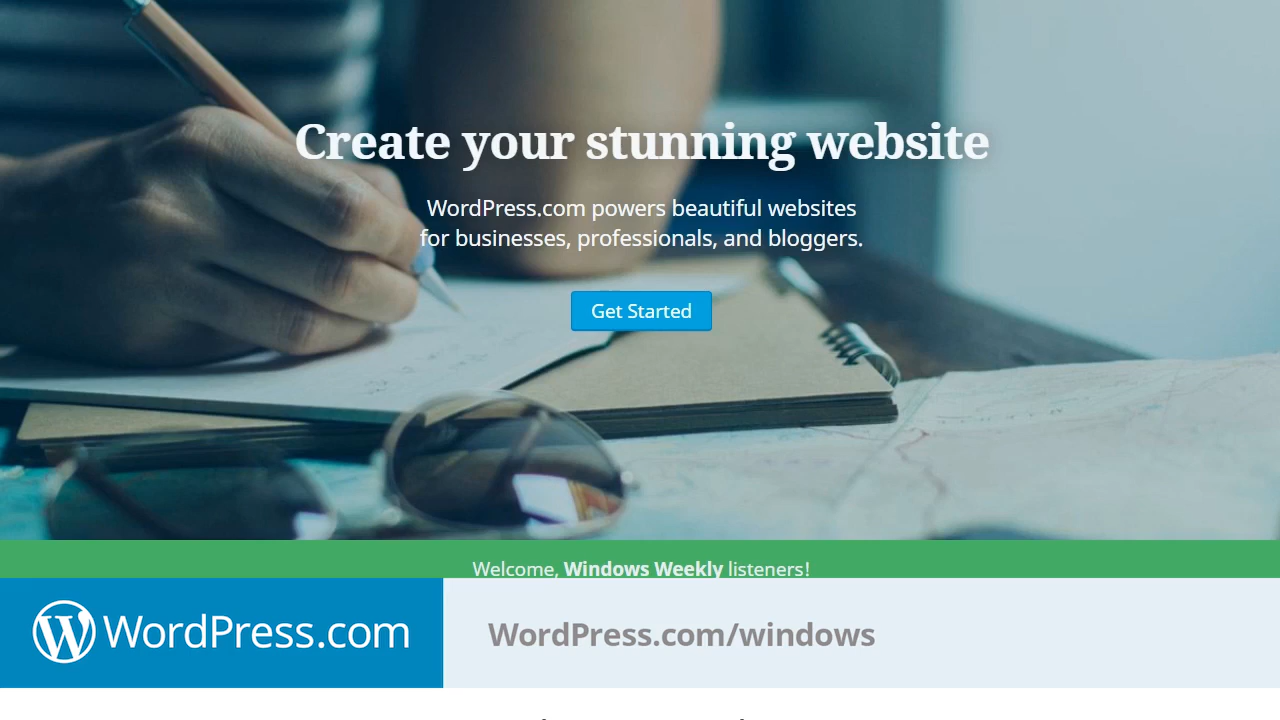 Create your stunning website
WordPress.com powers beautiful websites
for businesses, professionals, and bloggers.
Get Started
Welcome, Windows Weekly listeners!
WordPress.com
WordPress.com/windows